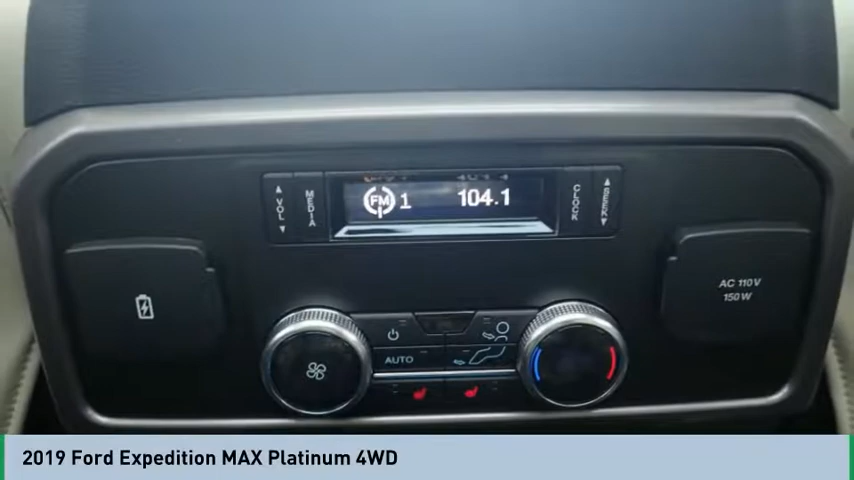 VOL
MEDIA
FM 1
104.1
CLOCK
SEEK
AC 110V
150W
AUTO
2019 Ford Expedition MAX Platinum 4WD